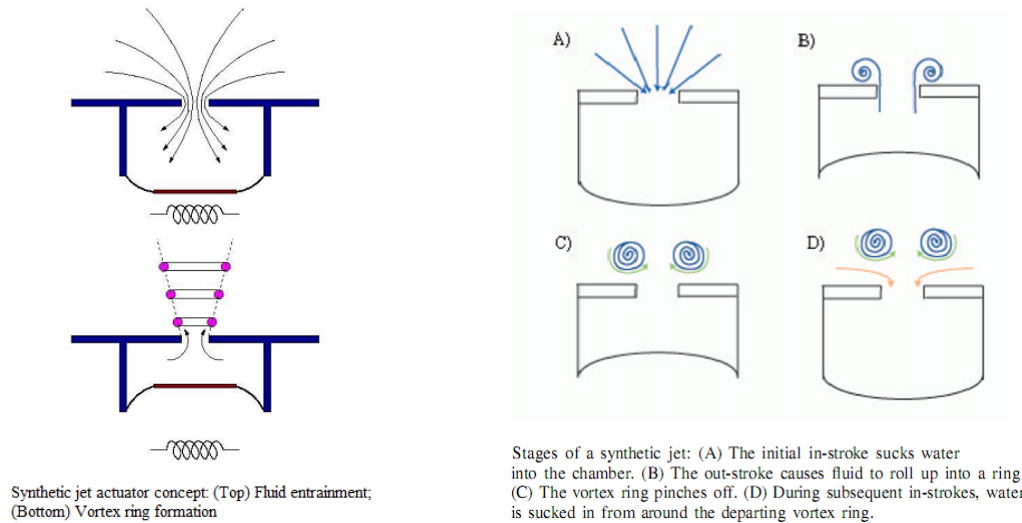 A)
B)
C)
D)
Synthetic jet actuator concept: (Top) Fluid entrainment;
(Bottom) Vortex ring formation
Stages of a synthetic jet: (A) The initial in-stroke sucks water
into the chamber. (B) The out-stroke causes fluid to roll up into a ring
(C) The vortex ring pinches off. (D) During subsequent in-strokes, water
is sucked in from around the departing vortex ring.